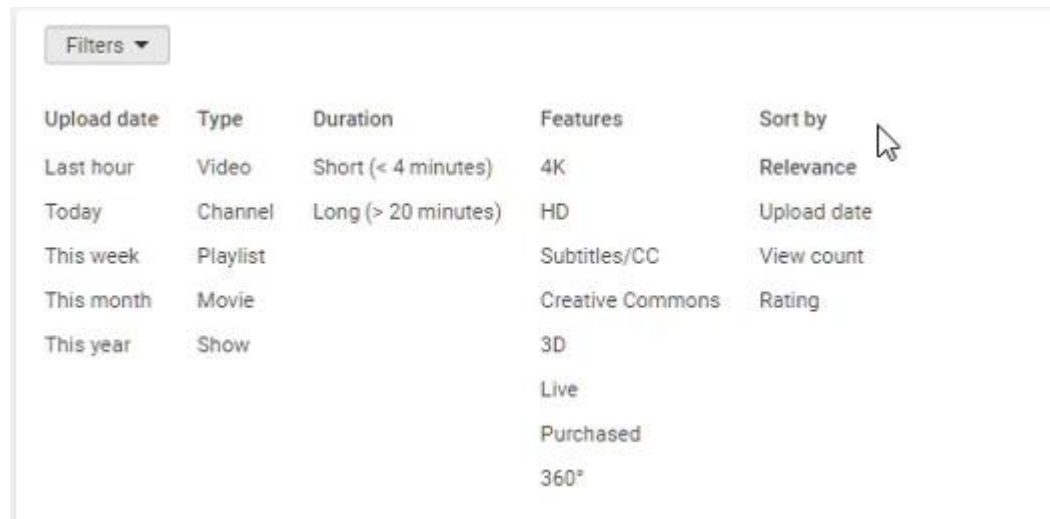 Filters
Upload date Type Duration Features Sort by
Last hour Video Short (< 4 minutes) 4K Relevance
Today Channel Long (> 20 minutes) HD Upload date
This week Playlist Subtitles/CC View count
This month Movie Creative Commons Rating
This year Show 3D
Live
Purchased
360°